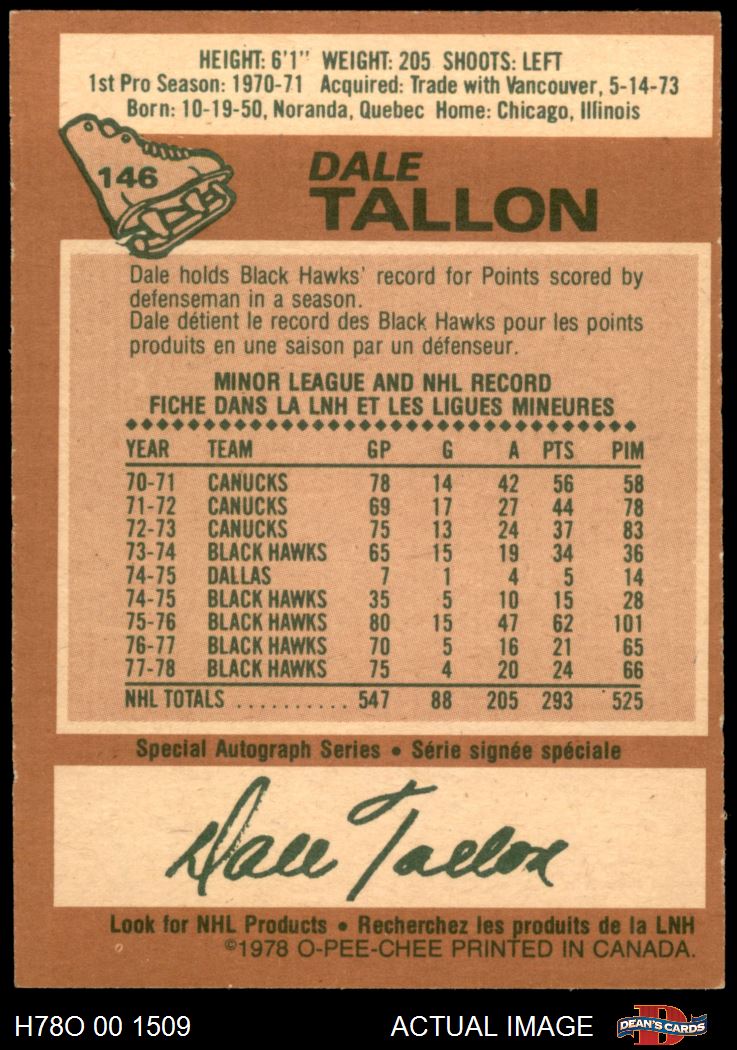 HEIGHT: 6'1" WEIGHT: 205 SHOOTS: LEFT
1st Pro Season: 1970-71 Acquired: Trade with Vancouver, 5-14-73
Born: 10-19-50, Noranda, Quebec Home: Chicago, Illinois
146
DALE
TALLON
Dale holds Black Hawks' record for Points scored by
defenseman in a season.
Dale détient le record des Black Hawks pour les points
produits en une saison par un défenseur.
MINOR LEAGUE AND NHL RECORD
FICHE DANS LA LNH ET LES LIGUES MINEURES
YEAR TEAM GP G A PTS PIM
70-71 CANUCKS 78 14 42 56 58
71-72 CANUCKS 69 17 27 44 78
72-73 CANUCKS 75 13 24 37 83
73-74 BLACK HAWKS 65 15 19 34 36
74-75 DALLAS 7 1 4 5 14
74-75 BLACK HAWKS 35 5 10 15 28
75-76 BLACK HAWKS 80 15 47 62 101
76-77 BLACK HAWKS 70 5 16 21 65
77-78 BLACK HAWKS 75 4 20 24 66
NHL TOTALS .......... 547 88 205 293 525
Special Autograph Series • Série signée spéciale
Dale Tallon
Look for NHL Products • Recherchez les produits de la LNH
©1978 O-PEE-CHEE PRINTED IN CANADA.
H78O 00 1509 ACTUAL IMAGE D DEAN'S CARDS